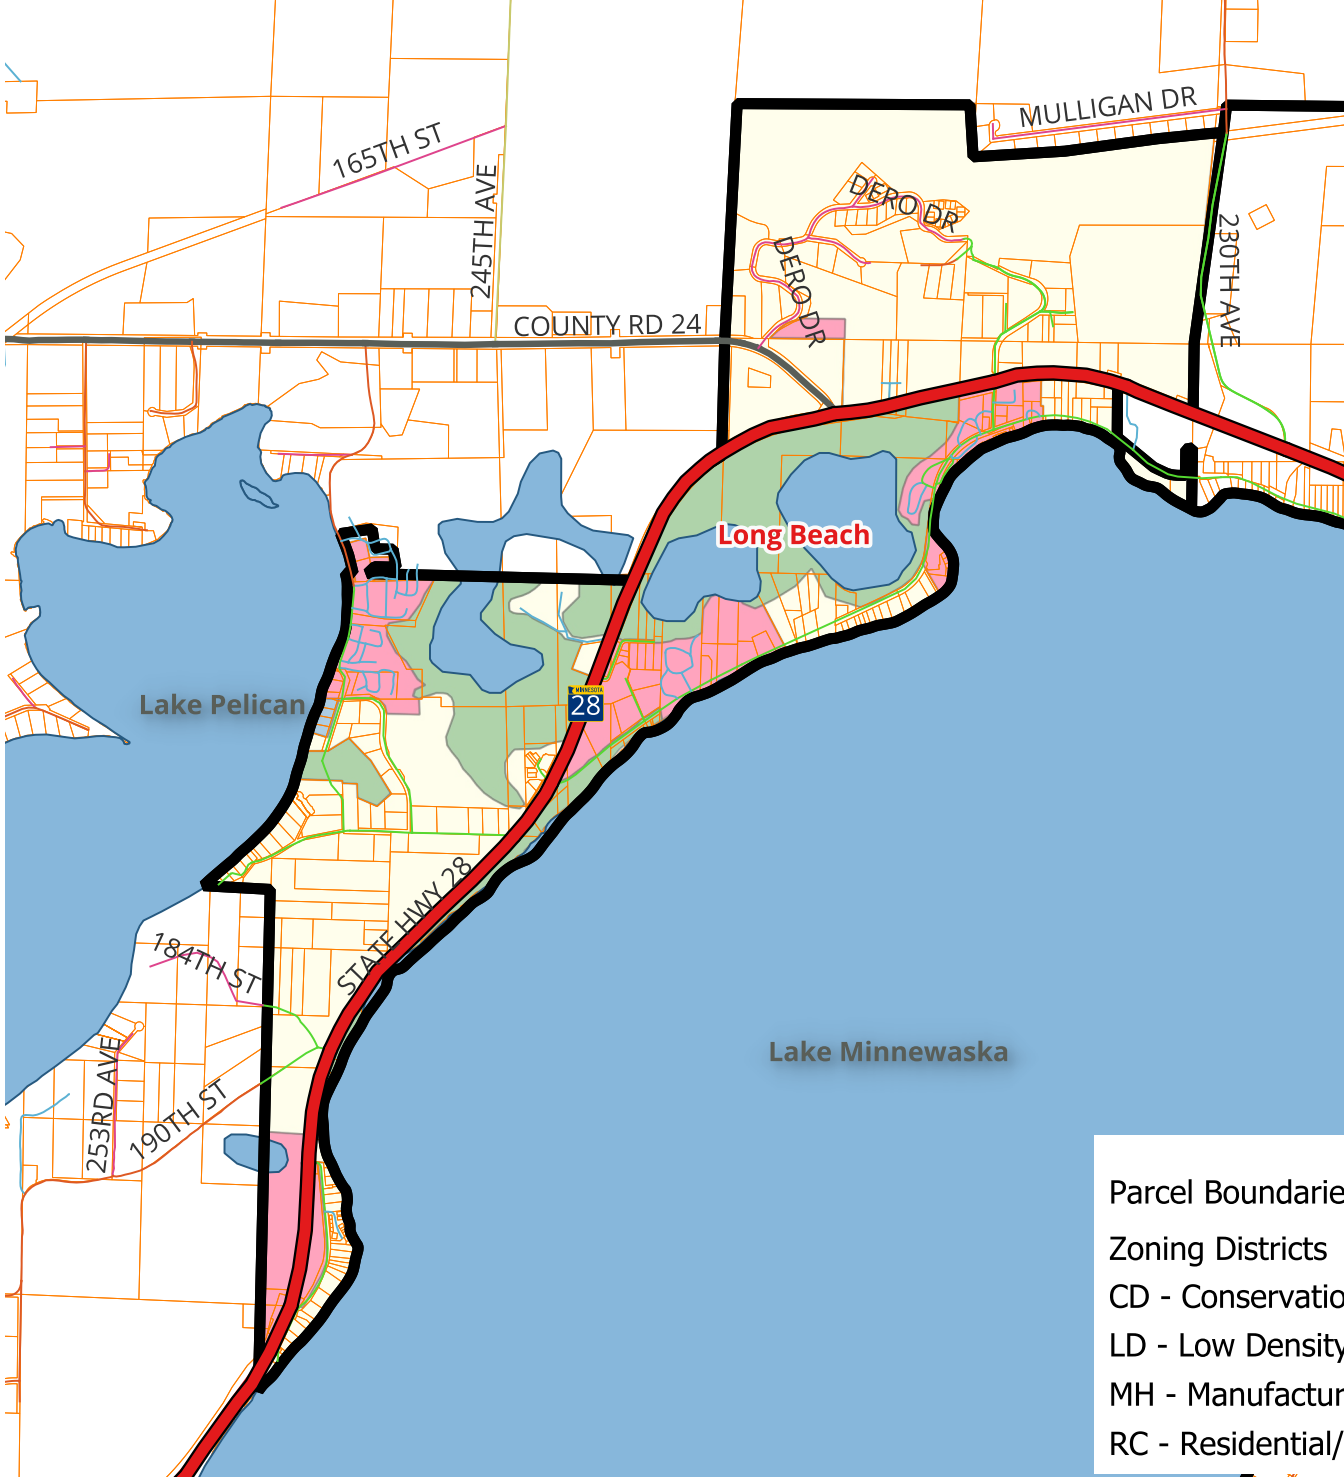 MULLIGAN DR
165TH ST
DERO DR
245TH AVE
230TH AVE
DERO DR
COUNTY RD 24
Long Beach
MINNESOTA
28
Lake Pelican
STATE HWY 28
184TH ST
Lake Minnewaska
253RD AVE
190TH ST
Parcel Boundarie
Zoning Districts
CD - Conservatio
LD - Low Density
MH - Manufactur
RC - Residential/